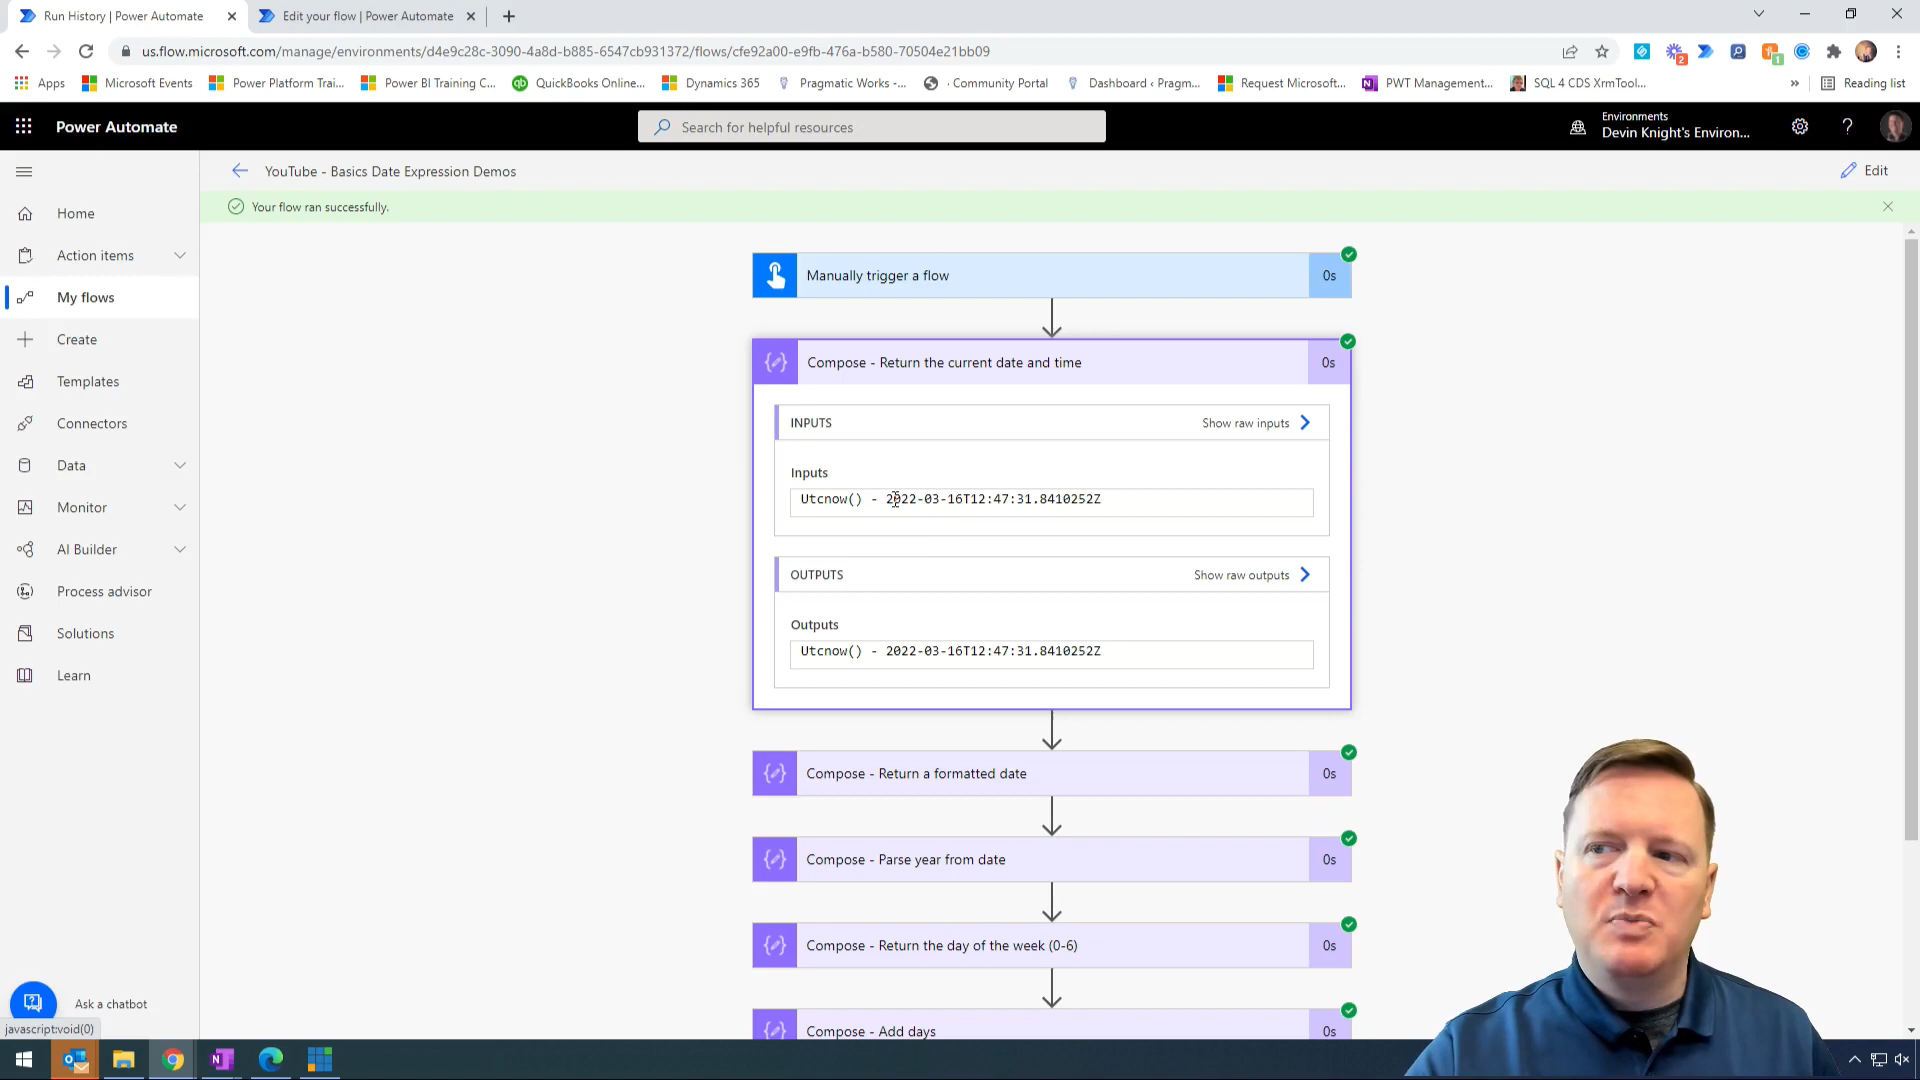 Run History | Power Automate
Edit your flow | Power Automate
us.flow.microsoft.com/manage/environments/d4e9c28c-3090-4a8d-b885-6547cb931372/flows/cfe92a00-e9fb-476a-b580-70504e21bb09
2
1
Apps
Microsoft Events
Power Platform Trai...
Power BI Training C...
QuickBooks Online...
Dynamics 365
Pragmatic Works -...
· Community Portal
Dashboard ‹ Pragm...
Request Microsoft...
PWT Management...
SQL 4 CDS XrmTool...
»
Reading list
Power Automate
Search for helpful resources
Environments
Devin Knight's Environ...
YouTube - Basics Date Expression Demos
Edit
Your flow ran successfully.
Home
Action items
My flows
Create
Templates
Connectors
Data
Monitor
AI Builder
Process advisor
Solutions
Learn
Ask a chatbot
javascript:void(0)
Manually trigger a flow
0s
Compose - Return the current date and time
0s
INPUTS
Show raw inputs
Inputs
Utcnow() - 2022-03-16T12:47:31.8410252Z
OUTPUTS
Show raw outputs
Outputs
Utcnow() - 2022-03-16T12:47:31.8410252Z
Compose - Return a formatted date
0s
Compose - Parse year from date
0s
Compose - Return the day of the week (0-6)
0s
Compose - Add days
0s